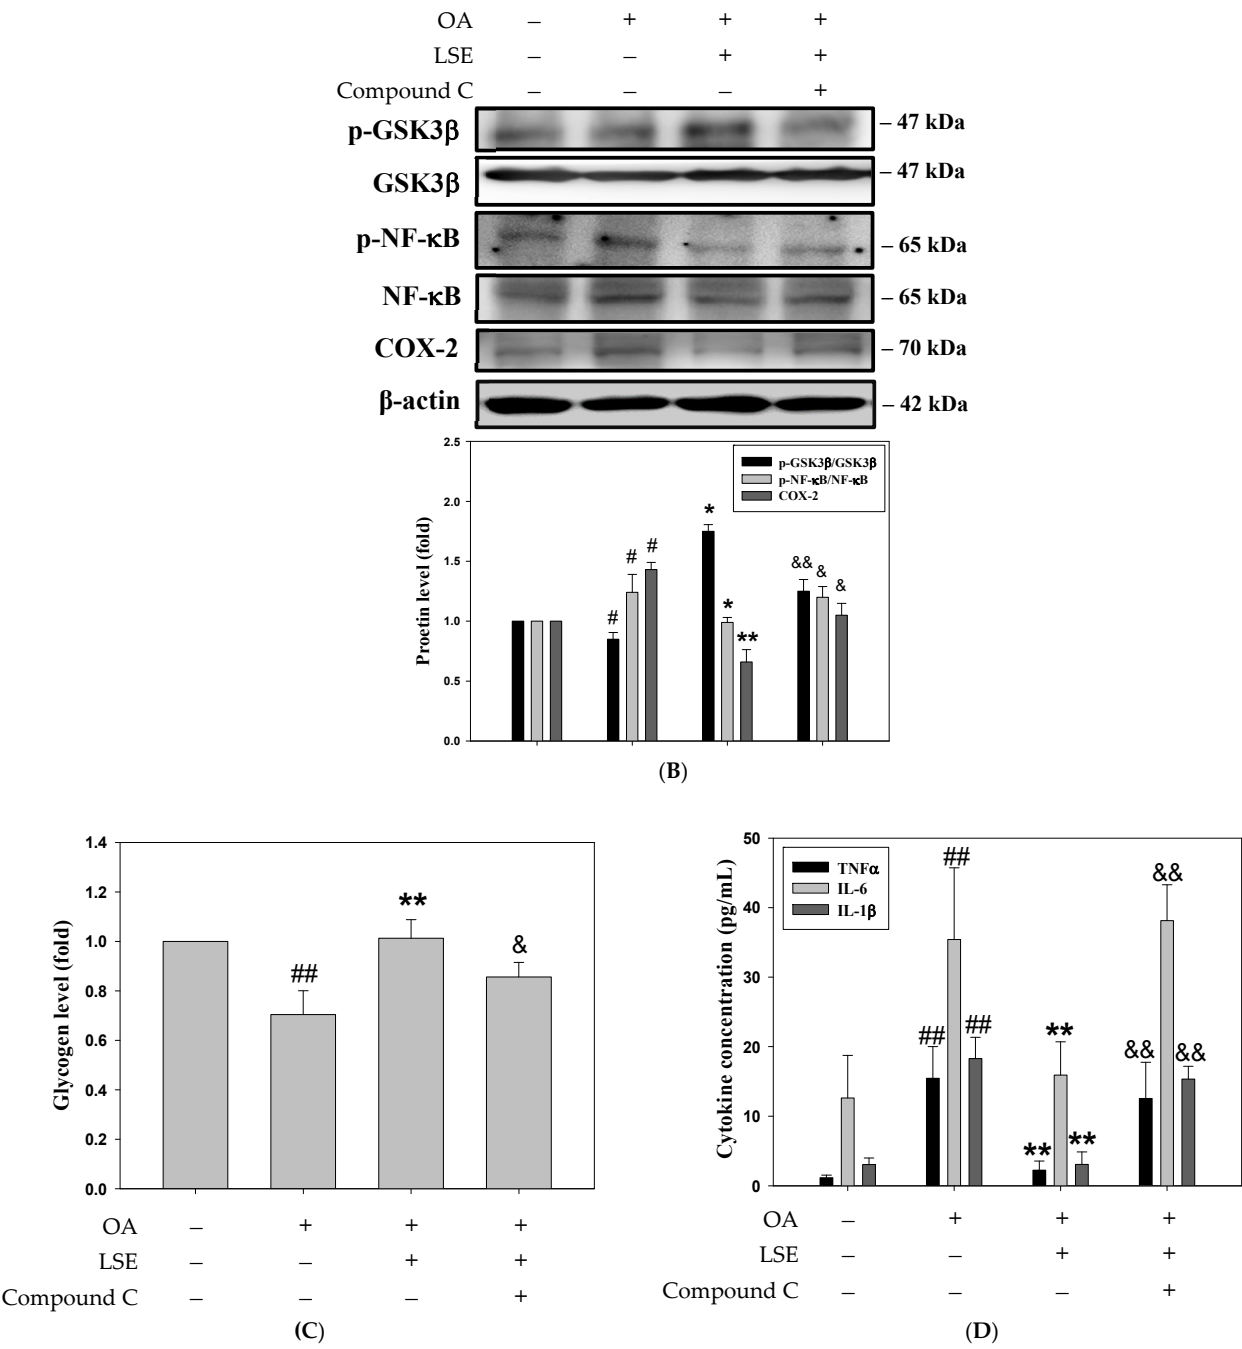 OA – + + +
LSE – – + +
Compound C – – – +
p-GSK3β – 47 kDa
GSK3β – 47 kDa
p-NF-κB – 65 kDa
NF-κB – 65 kDa
COX-2 – 70 kDa
β-actin – 42 kDa
Proetin level (fold)
2.5
2.0
1.5
1.0
0.5
0.0
p-GSK3β/GSK3β
p-NF-κB/NF-κB
COX-2
# # #
* * **
&& & &
(B)
Glycogen level (fold)
1.4
1.2
1.0
0.8
0.6
0.4
0.2
0.0
## ** &
OA – + + +
LSE – – + +
Compound C – – – +
(C)
Cytokine concentration (pg/mL)
50
40
30
20
10
0
TNFα
IL-6
IL-1β
## ## ##
** ** **
&& && &&
OA – + + +
LSE – – + +
Compound C – – – +
(D)